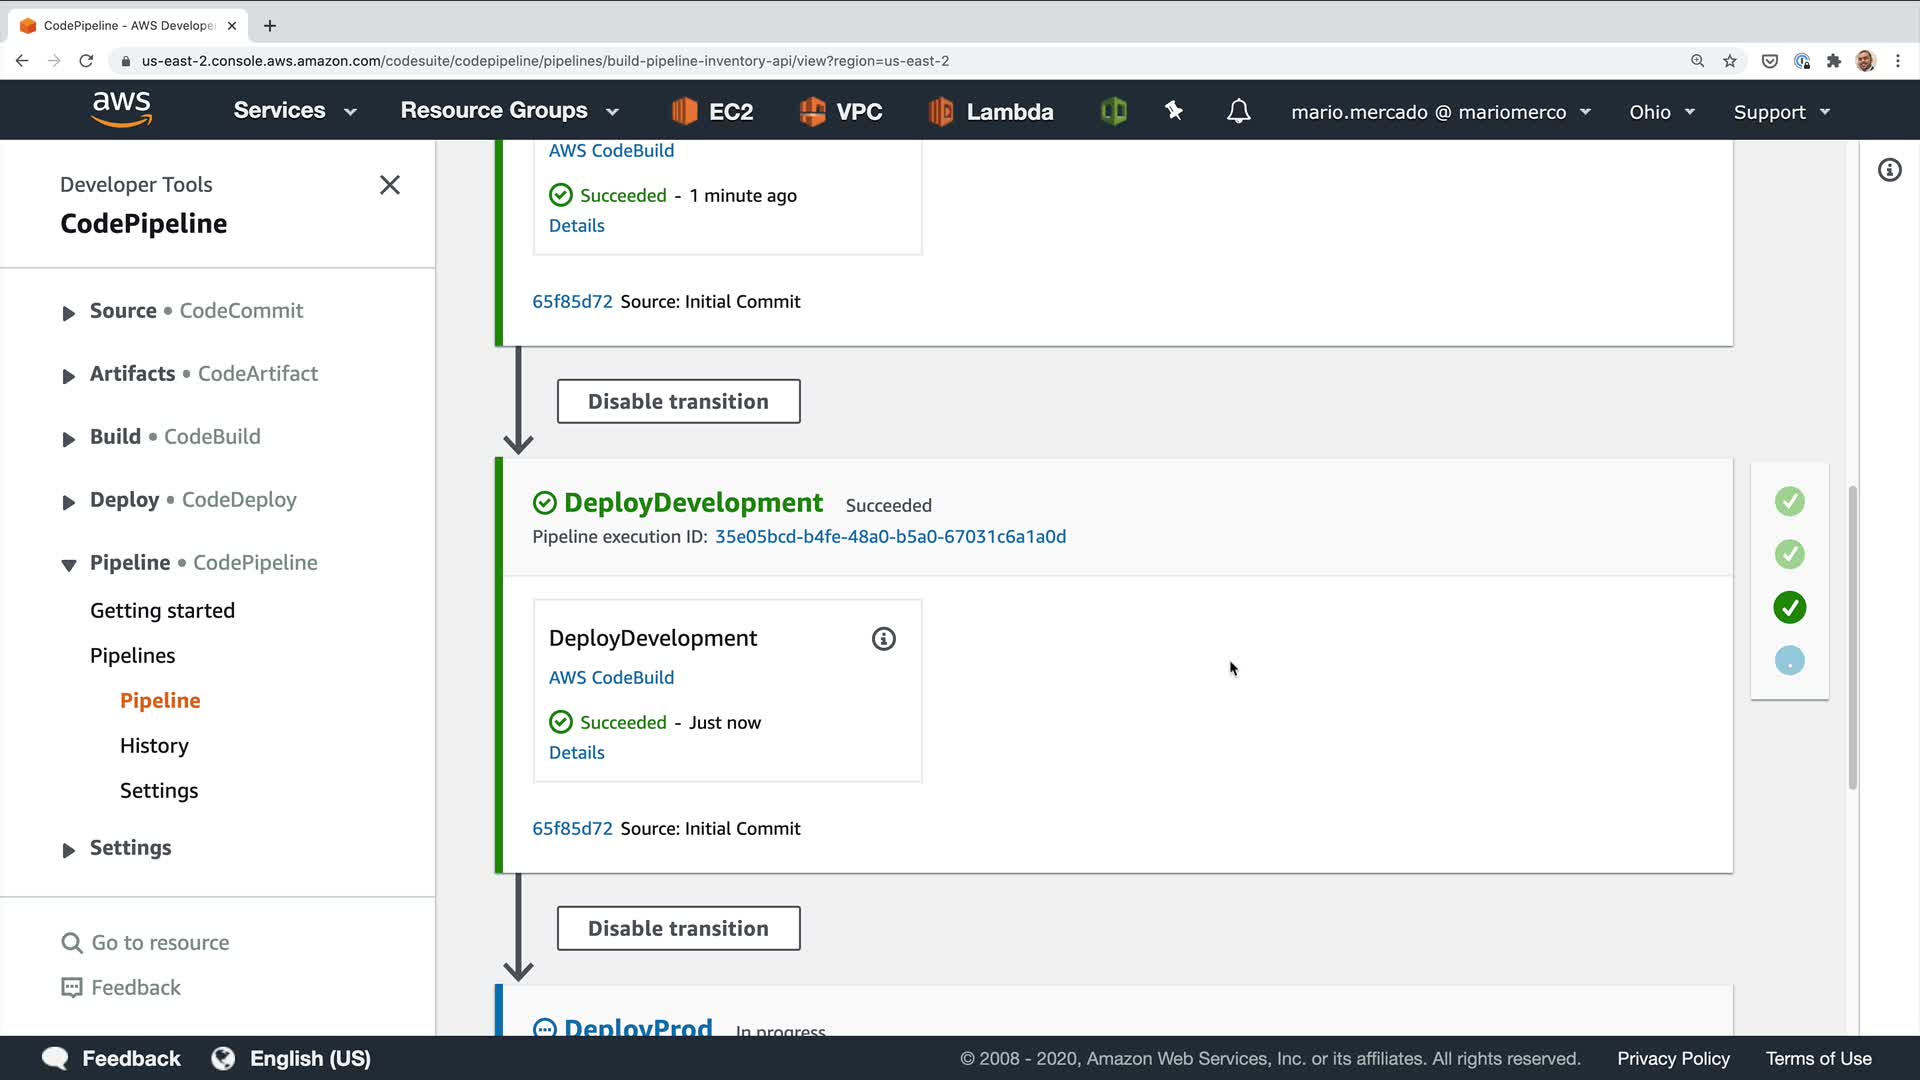 CodePipeline - AWS Develope
us-east-2.console.aws.amazon.com/codesuite/codepipeline/pipelines/build-pipeline-inventory-api/view?region=us-east-2
aws Services Resource Groups EC2 VPC Lambda mario.mercado @ mariomerco Ohio Support
Developer Tools
CodePipeline
Source • CodeCommit
Artifacts • CodeArtifact
Build • CodeBuild
Deploy • CodeDeploy
Pipeline • CodePipeline
Getting started
Pipelines
Pipeline
History
Settings
Settings
Go to resource
Feedback
AWS CodeBuild
Succeeded - 1 minute ago
Details
65f85d72 Source: Initial Commit
Disable transition
DeployDevelopment Succeeded
Pipeline execution ID: 35e05bcd-b4fe-48a0-b5a0-67031c6a1a0d
DeployDevelopment
AWS CodeBuild
Succeeded - Just now
Details
65f85d72 Source: Initial Commit
Disable transition
DeployProd In progress
Feedback English (US) © 2008 - 2020, Amazon Web Services, Inc. or its affiliates. All rights reserved. Privacy Policy Terms of Use